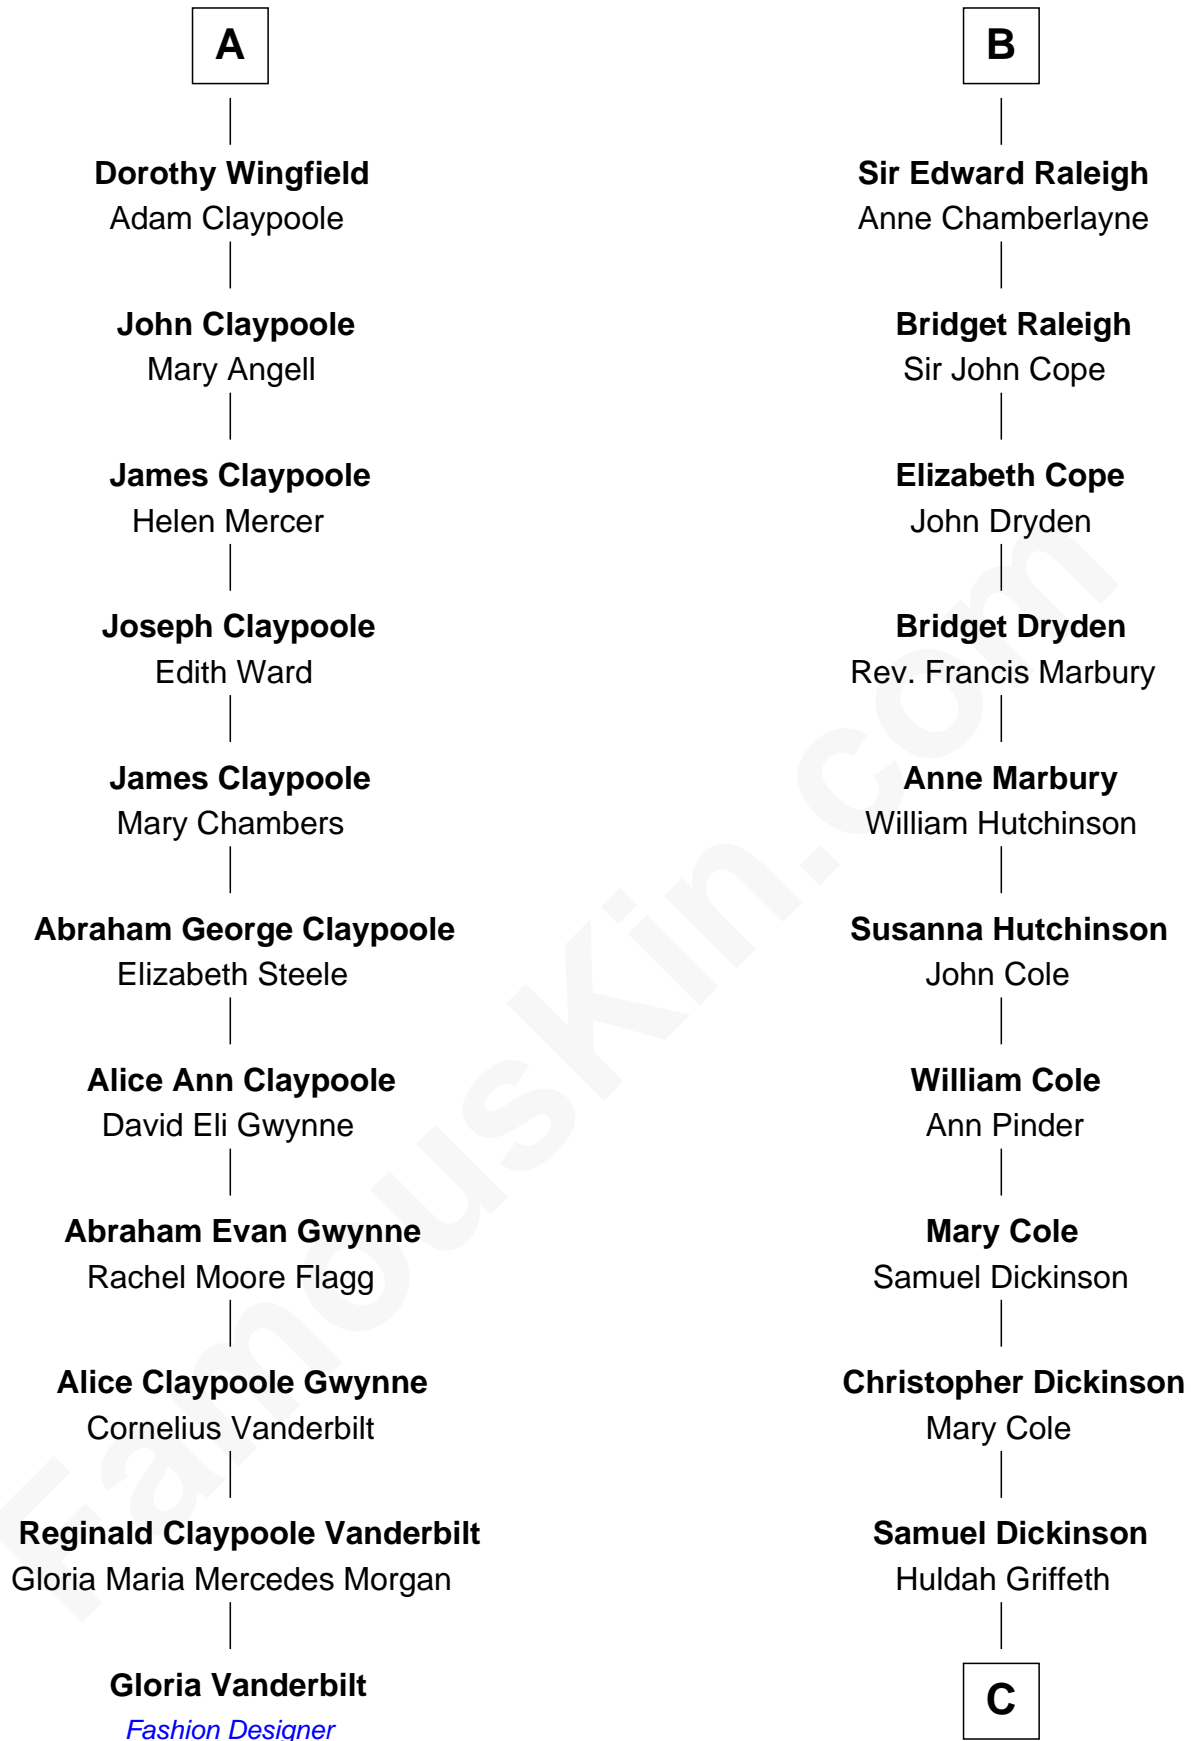 A
Dorothy Wingfield
Adam Claypoole
John Claypoole
Mary Angell
James Claypoole
Helen Mercer
Joseph Claypoole
Edith Ward
James Claypoole
Mary Chambers
Abraham George Claypoole
Elizabeth Steele
Alice Ann Claypoole
David Eli Gwynne
Abraham Evan Gwynne
Rachel Moore Flagg
Alice Claypoole Gwynne
Cornelius Vanderbilt
Reginald Claypoole Vanderbilt
Gloria Maria Mercedes Morgan
Gloria Vanderbilt
Fashion Designer
B
Sir Edward Raleigh
Anne Chamberlayne
Bridget Raleigh
Sir John Cope
Elizabeth Cope
John Dryden
Bridget Dryden
Rev. Francis Marbury
Anne Marbury
William Hutchinson
Susanna Hutchinson
John Cole
William Cole
Ann Pinder
Mary Cole
Samuel Dickinson
Christopher Dickinson
Mary Cole
Samuel Dickinson
Huldah Griffeth
C
FamousKin.com